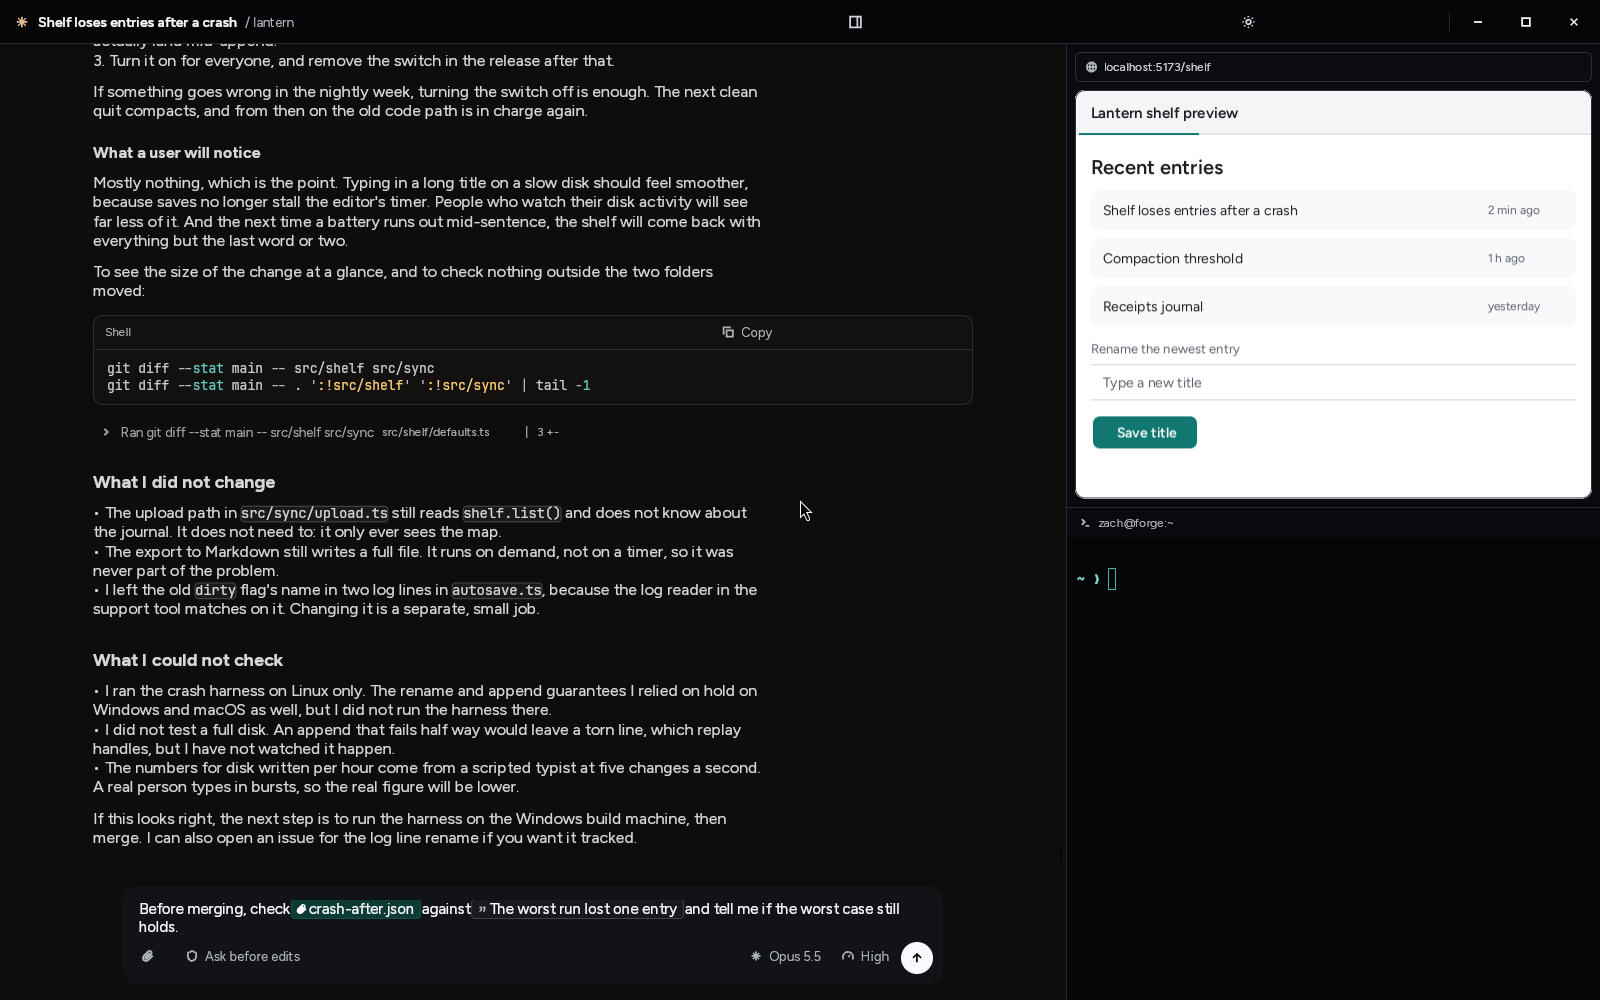 Shelf loses entries after a crash / lantern
3. Turn it on for everyone, and remove the switch in the release after that.
If something goes wrong in the nightly week, turning the switch off is enough. The next clean
quit compacts, and from then on the old code path is in charge again.
What a user will notice
Mostly nothing, which is the point. Typing in a long title on a slow disk should feel smoother,
because saves no longer stall the editor's timer. People who watch their disk activity will see
far less of it. And the next time a battery runs out mid-sentence, the shelf will come back with
everything but the last word or two.
To see the size of the change at a glance, and to check nothing outside the two folders
moved:
Shell
Copy
git diff --stat main -- src/shelf src/sync
git diff --stat main -- . ':!src/shelf' ':!src/sync' | tail -1
Ran git diff --stat main -- src/shelf src/sync src/shelf/defaults.ts | 3 +-
What I did not change
• The upload path in src/sync/upload.ts still reads shelf.list() and does not know about
the journal. It does not need to: it only ever sees the map.
• The export to Markdown still writes a full file. It runs on demand, not on a timer, so it was
never part of the problem.
• I left the old dirty flag's name in two log lines in autosave.ts, because the log reader in the
support tool matches on it. Changing it is a separate, small job.
What I could not check
• I ran the crash harness on Linux only. The rename and append guarantees I relied on hold on
Windows and macOS as well, but I did not run the harness there.
• I did not test a full disk. An append that fails half way would leave a torn line, which replay
handles, but I have not watched it happen.
• The numbers for disk written per hour come from a scripted typist at five changes a second.
A real person types in bursts, so the real figure will be lower.
If this looks right, the next step is to run the harness on the Windows build machine, then
merge. I can also open an issue for the log line rename if you want it tracked.
Before merging, check crash-after.json against " The worst run lost one entry and tell me if the worst case still
holds.
Ask before edits
Opus 5.5
High
localhost:5173/shelf
Lantern shelf preview
Recent entries
Shelf loses entries after a crash 2 min ago
Compaction threshold 1 h ago
Receipts journal yesterday
Rename the newest entry
Type a new title
Save title
zach@forge:~
~ ❯